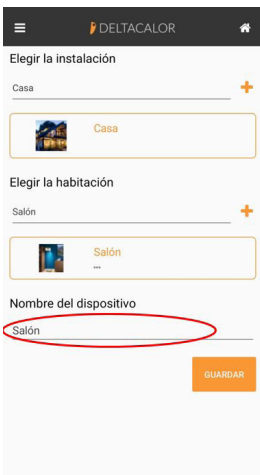 DELTACALOR
Elegir la instalación
Casa
Casa
Elegir la habitación
Salón
Salón
...
Nombre del dispositivo
Salón
GUARDAR